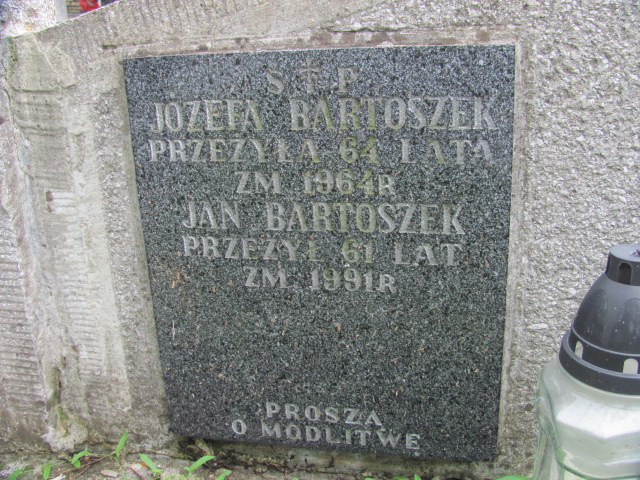 Ś † P
JÓZEFA BARTOSZEK
PRZEŻYŁA 64 LATA
ZM 1964R
JAN BARTOSZEK
PRZEŻYŁ 61 LAT
ZM 1991R
PROSZĄ
O MODLITWĘ